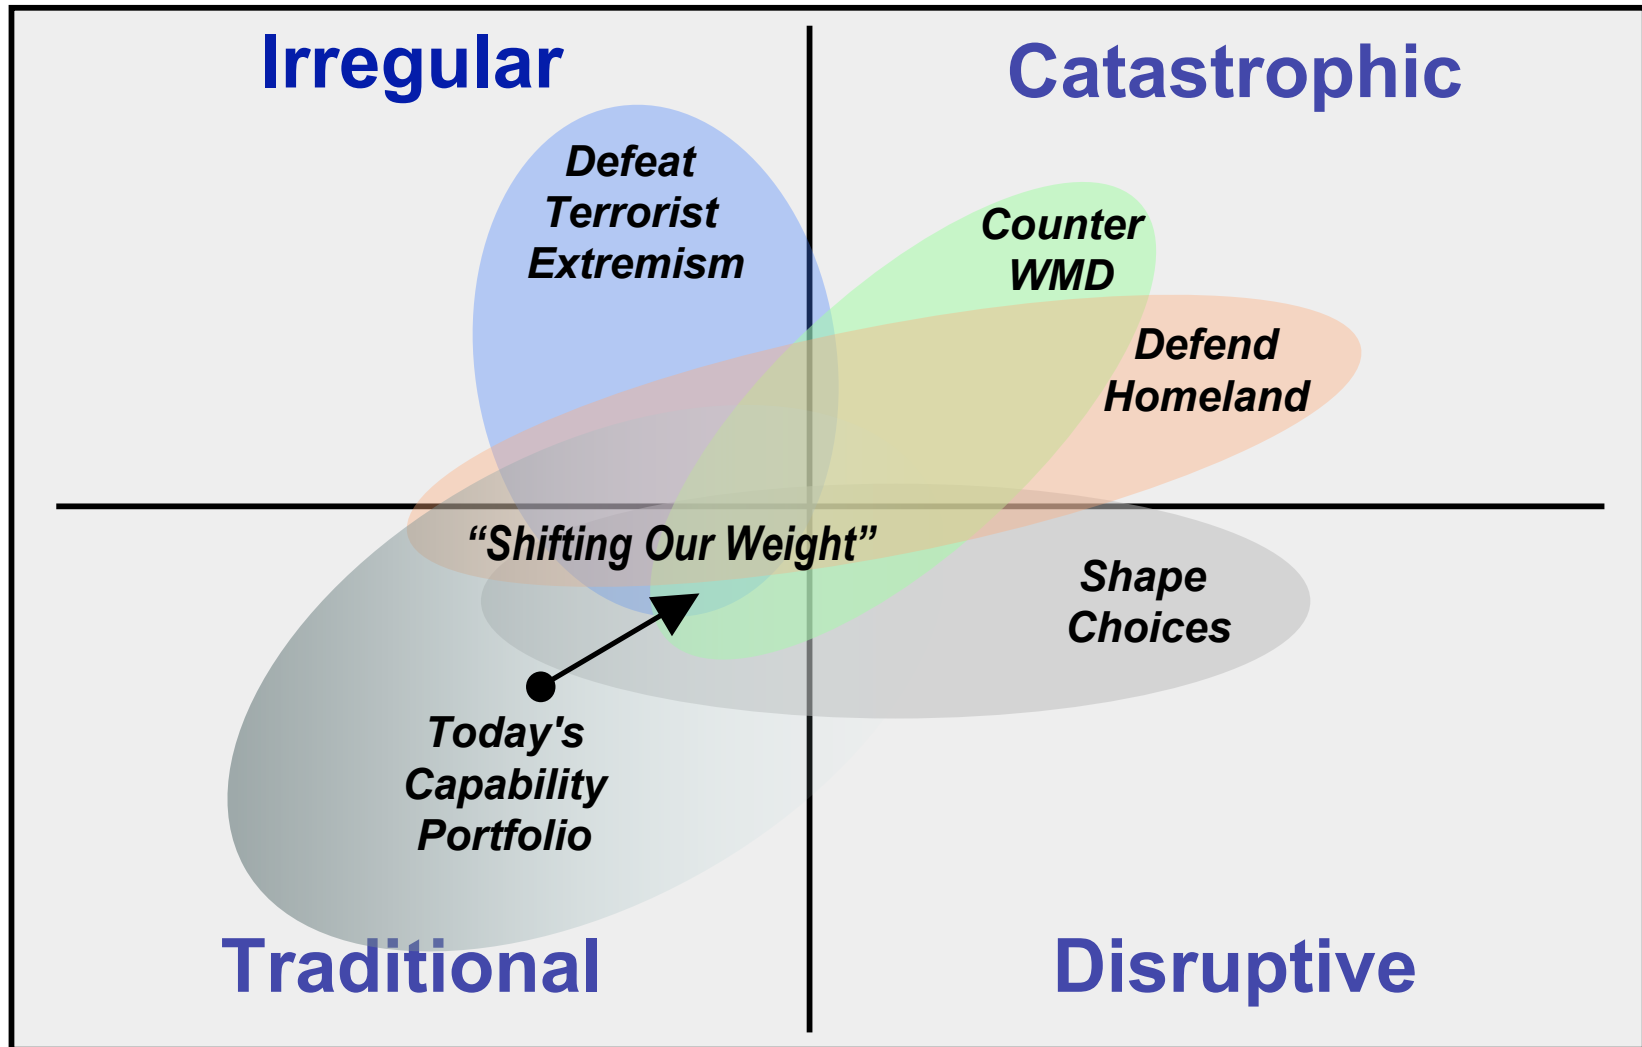 Irregular
Catastrophic
Defeat
Terrorist
Extremism
Counter
WMD
Defend
Homeland
“Shifting Our Weight”
Shape
Choices
Today's
Capability
Portfolio
Traditional
Disruptive